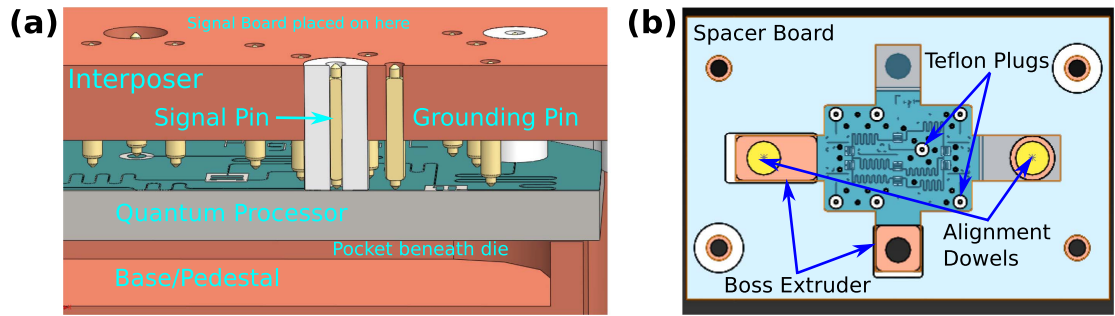 (a)
Signal Board placed on here
Interposer
Signal Pin
Grounding Pin
Quantum Processor
Pocket beneath die
Base/Pedestal
(b)
Spacer Board
Teflon Plugs
Alignment
Dowels
Boss Extruder